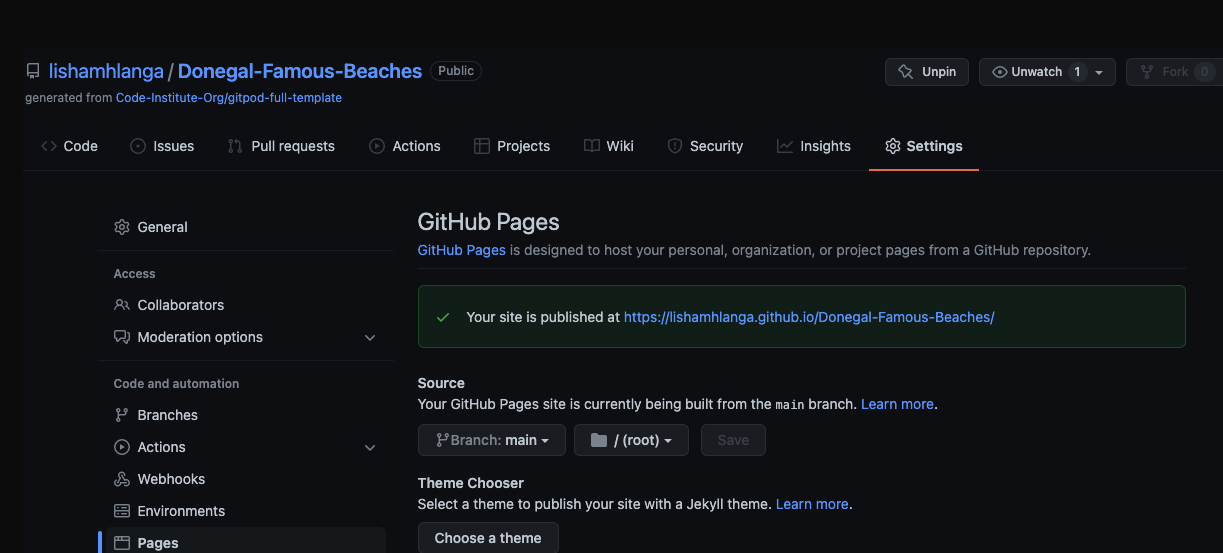 lishamhlanga / Donegal-Famous-Beaches Public Unpin Unwatch 1 Fork 0
generated from Code-Institute-Org/gitpod-full-template
Code Issues Pull requests Actions Projects Wiki Security Insights Settings
General
Access
Collaborators
Moderation options
Code and automation
Branches
Actions
Webhooks
Environments
Pages
GitHub Pages
GitHub Pages is designed to host your personal, organization, or project pages from a GitHub repository.
Your site is published at https://lishamhlanga.github.io/Donegal-Famous-Beaches/
Source
Your GitHub Pages site is currently being built from the main branch. Learn more.
Branch: main / (root) Save
Theme Chooser
Select a theme to publish your site with a Jekyll theme. Learn more.
Choose a theme